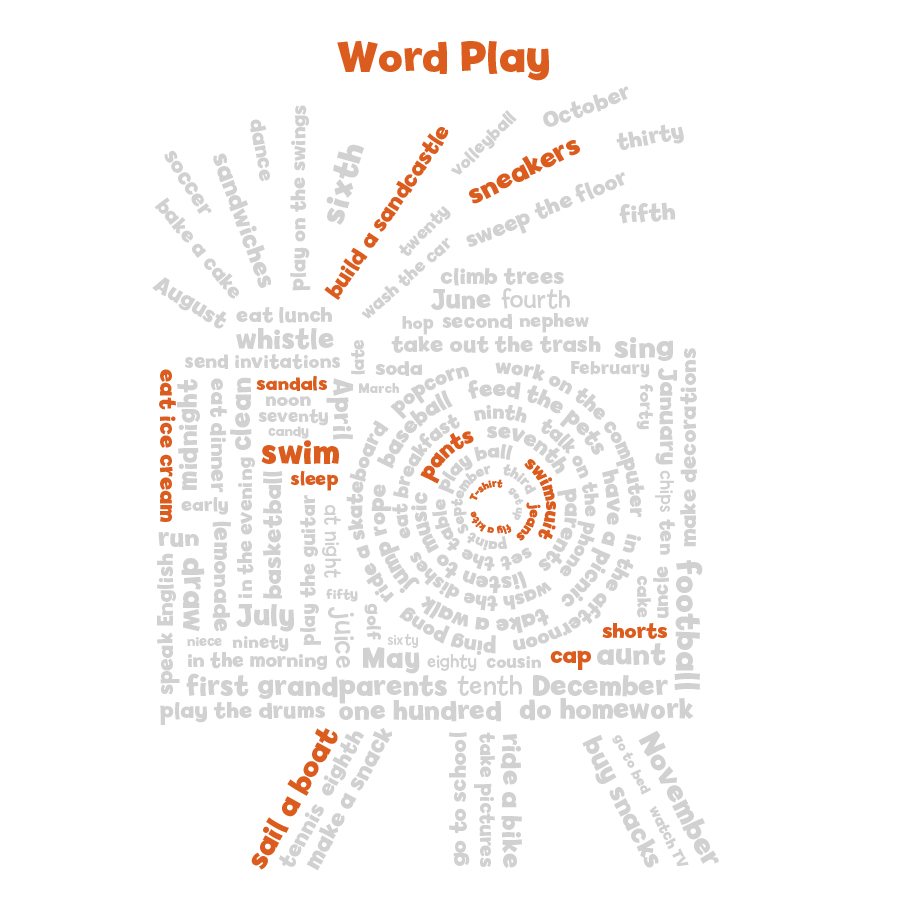 Word Play
soccer
sandwiches
dance
play on the swings
sixth
build a sandcastle
volleyball
October
sneakers
thirty
bake a cake
twenty
sweep the floor
fifth
wash the car
August
climb trees
June fourth
eat lunch
hop second nephew
whistle
late
take out the trash
sing
send invitations
soda
February
March
eat ice cream
midnight
eat dinner
clean
sandals
noon
seventy
candy
April
swim
sleep
popcorn
work on the computer
baseball
feed the pets
ninth
talk on the phone
breakfast
seventh
pants
play ball
swimsuit
third
September
T-shirt
get up
jeans
fly a kite
paint
parents
have a picnic
January
forty
chips
ten
make decorations
early
run
lemonade
in the evening
basketball
play the guitar
at night
fifty
ride a skateboard
jump rope
eat
listen to music
set the table
wash the dishes
take a walk
in the afternoon
ping pong
speak English
draw
July
juice
golf
sixty
niece ninety
in the morning
May
eighty cousin
cap aunt
shorts
cake
uncle
football
first grandparents tenth December
play the drums one hundred do homework
sail a boat
tennis
eighth
make a snack
go to school
take pictures
ride a bike
buy snacks
go to bed
watch TV
November